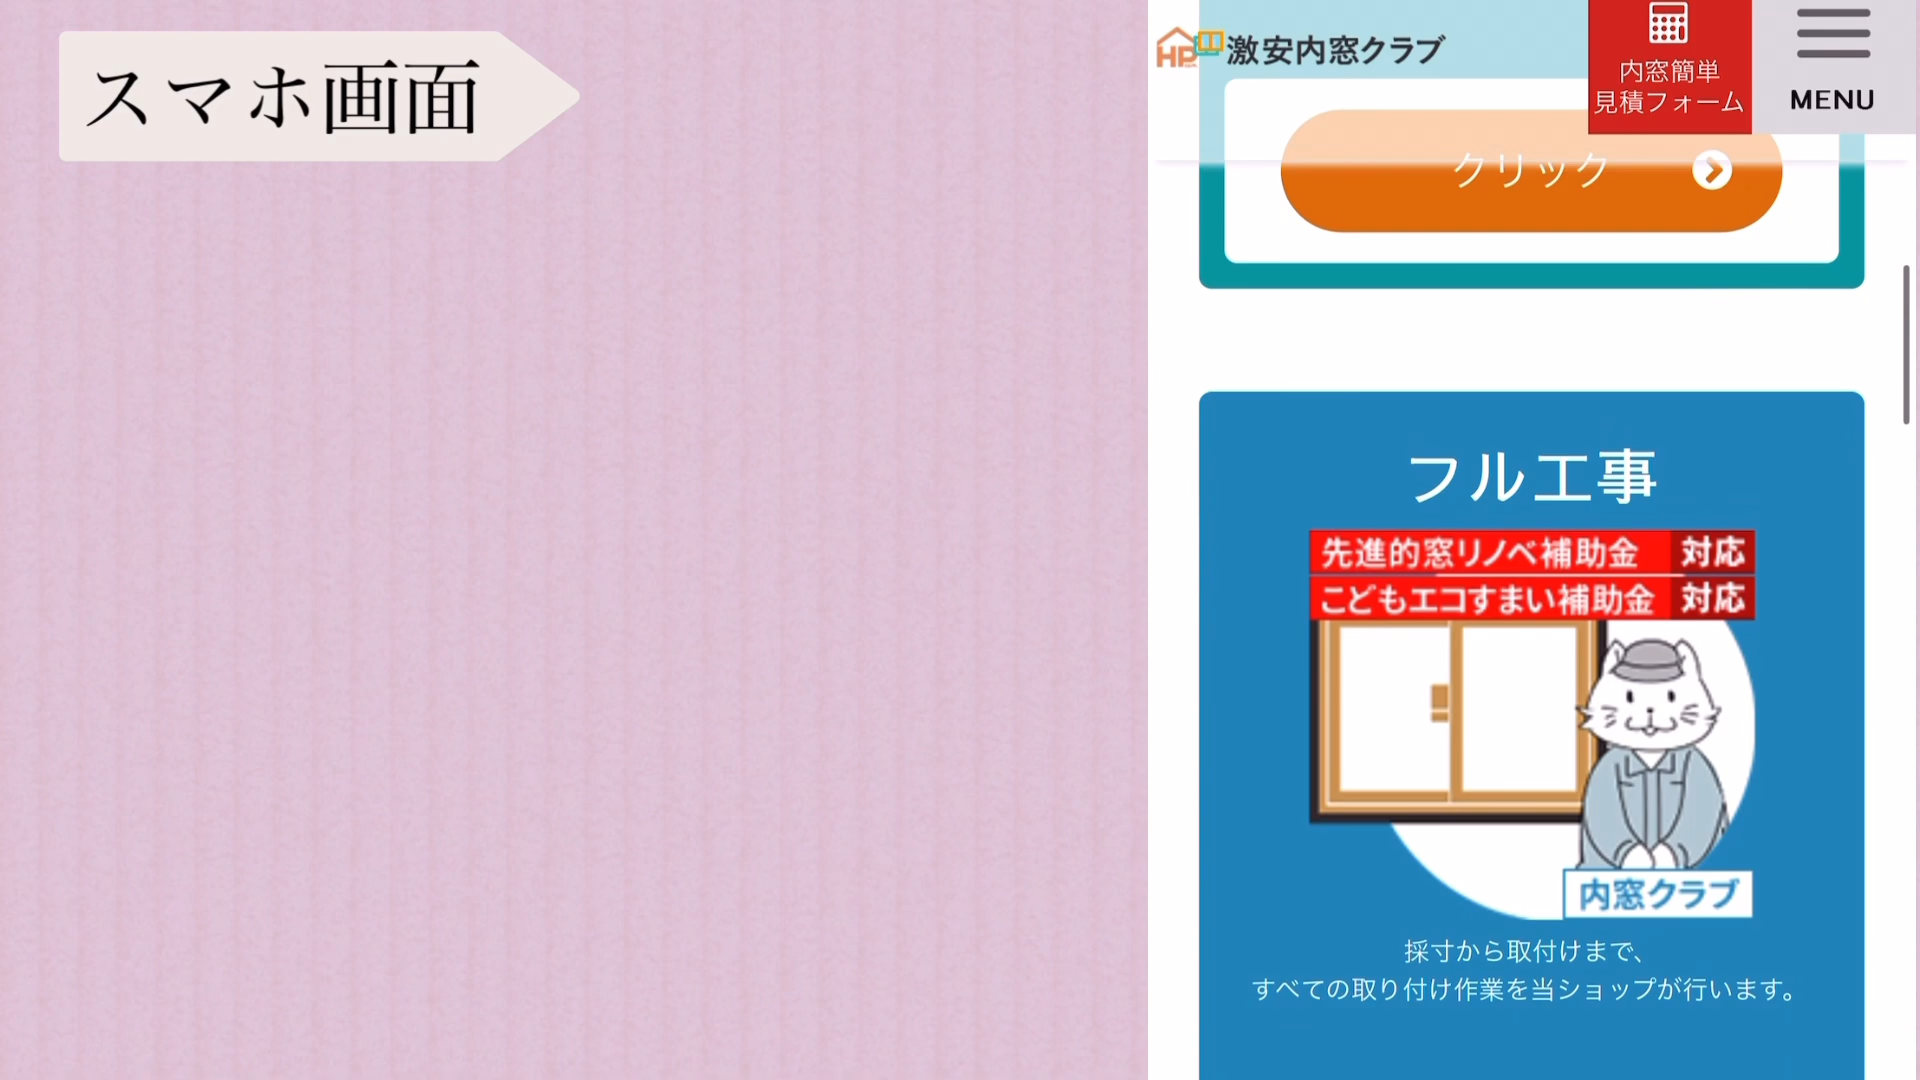 スマホ画面
HP
激安内窓クラブ
内窓簡単
見積フォーム
MENU
クリック
フル工事
先進的窓リノベ補助金 対応
こどもエコすまい補助金 対応
内窓クラブ
採寸から取付けまで、
すべての取り付け作業を当ショップが行います。